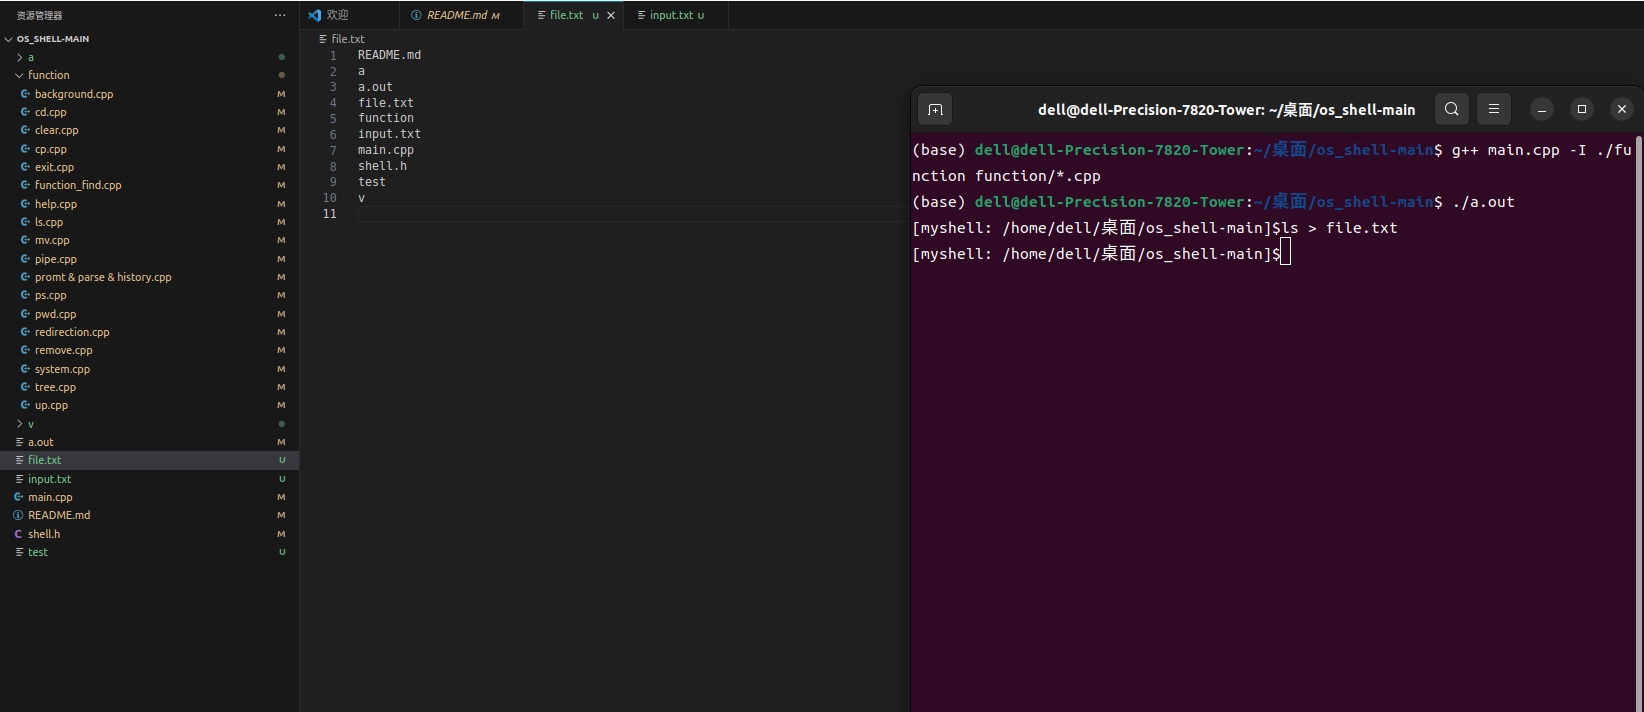 资源管理器
OS_SHELL-MAIN
a
function
background.cpp M
cd.cpp M
clear.cpp M
cp.cpp M
exit.cpp M
function_find.cpp M
help.cpp M
ls.cpp M
mv.cpp M
pipe.cpp M
promt & parse & history.cpp M
ps.cpp M
pwd.cpp M
redirection.cpp M
remove.cpp M
system.cpp M
tree.cpp M
up.cpp M
v
a.out M
file.txt U
input.txt U
main.cpp M
README.md M
shell.h M
test U
欢迎
README.md M
file.txt U
input.txt U
file.txt
1 README.md
2 a
3 a.out
4 file.txt
5 function
6 input.txt
7 main.cpp
8 shell.h
9 test
10 v
11
dell@dell-Precision-7820-Tower: ~/桌面/os_shell-main
(base) dell@dell-Precision-7820-Tower:~/桌面/os_shell-main$ g++ main.cpp -I ./fu
nction function/*.cpp
(base) dell@dell-Precision-7820-Tower:~/桌面/os_shell-main$ ./a.out
[myshell: /home/dell/桌面/os_shell-main]$ls > file.txt
[myshell: /home/dell/桌面/os_shell-main]$